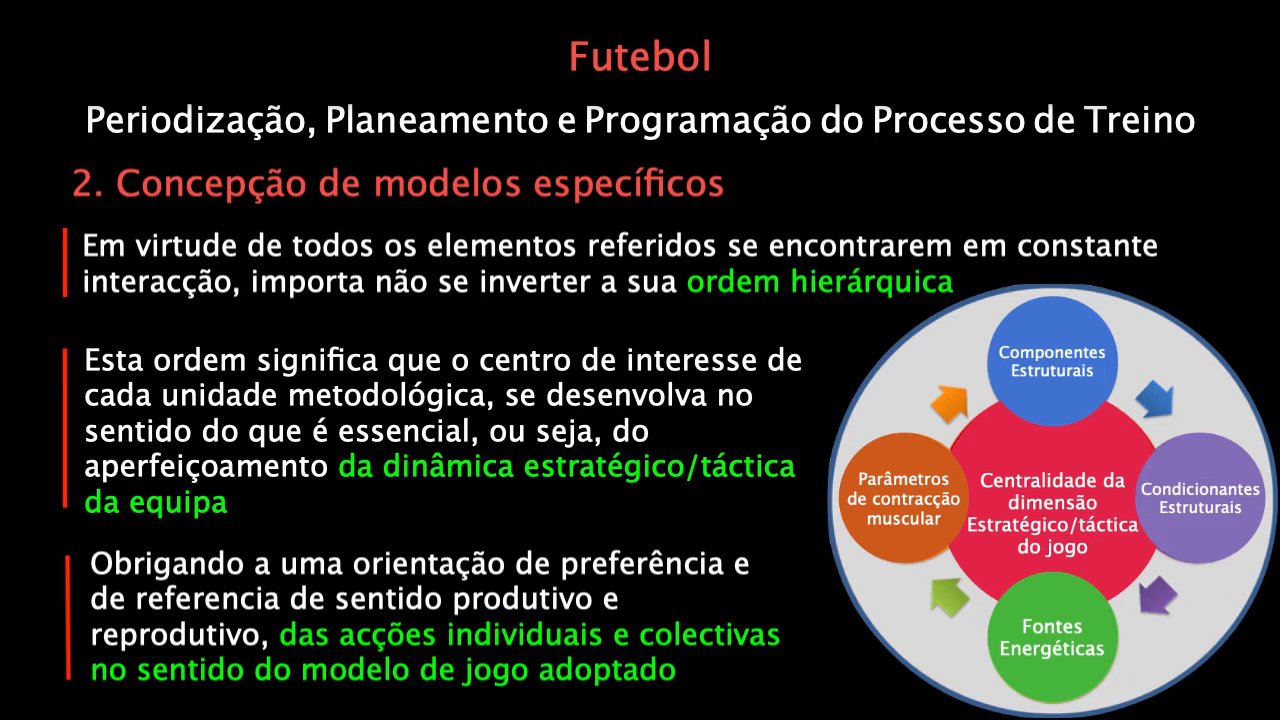 Futebol
Periodização, Planeamento e Programação do Processo de Treino
2. Concepção de modelos específicos
Em virtude de todos os elementos referidos se encontrarem em constante
interacção, importa não se inverter a sua ordem hierárquica
Esta ordem significa que o centro de interesse de
cada unidade metodológica, se desenvolva no
sentido do que é essencial, ou seja, do
aperfeiçoamento da dinâmica estratégico/táctica
da equipa
Obrigando a uma orientação de preferência e
de referencia de sentido produtivo e
reprodutivo, das acções individuais e colectivas
no sentido do modelo de jogo adoptado
Componentes
Estruturais
Parâmetros
de contracção
muscular
Centralidade da
dimensão
Estratégico/táctica
do jogo
Condicionantes
Estruturais
Fontes
Energéticas